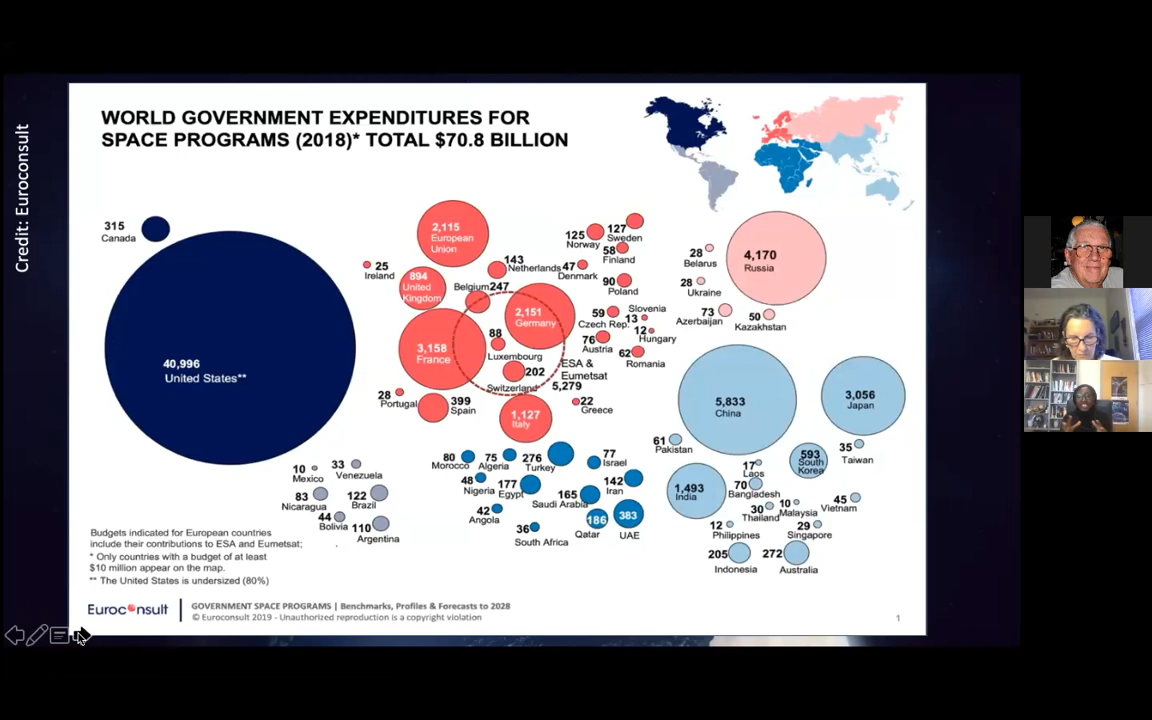 Credit: Euroconsult
WORLD GOVERNMENT EXPENDITURES FOR
SPACE PROGRAMS (2018)* TOTAL $70.8 BILLION
315
Canada
40,996
United States**
2,115
European
Union
25
Ireland
894
United
Kingdom
143
Netherlands
Belgium 247
125
Norway
127
Sweden
58
Finland
47
Denmark
90
Poland
2,151
Germany
59
Czech Rep.
Slovenia
13
12
Hungary
76
Austria
62
Romania
3,158
France
88
Luxembourg
202
Switzerland
ESA &
Eumetsat
5,279
28
Portugal
399
Spain
1,127
Italy
22
Greece
28
Belarus
4,170
Russia
28
Ukraine
73
Azerbaijan
50
Kazakhstan
5,833
China
3,056
Japan
61
Pakistan
593
South
Korea
35
Taiwan
17
Laos
1,493
India
70
Bangladesh
30
Thailand
10
Malaysia
45
Vietnam
12
Philippines
29
Singapore
205
Indonesia
272
Australia
10
Mexico
33
Venezuela
83
Nicaragua
122
Brazil
44
Bolivia
110
Argentina
80
Morocco
75
Algeria
276
Turkey
77
Israel
48
Nigeria
177
Egypt
142
Iran
165
Saudi Arabia
42
Angola
36
South Africa
186
Qatar
383
UAE
Budgets indicated for European countries
include their contributions to ESA and Eumetsat;
* Only countries with a budget of at least
$10 million appear on the map.
** The United States is undersized (80%)
Euroconsult
GOVERNMENT SPACE PROGRAMS | Benchmarks, Profiles & Forecasts to 2028
© Euroconsult 2019 - Unauthorized reproduction is a copyright violation
1